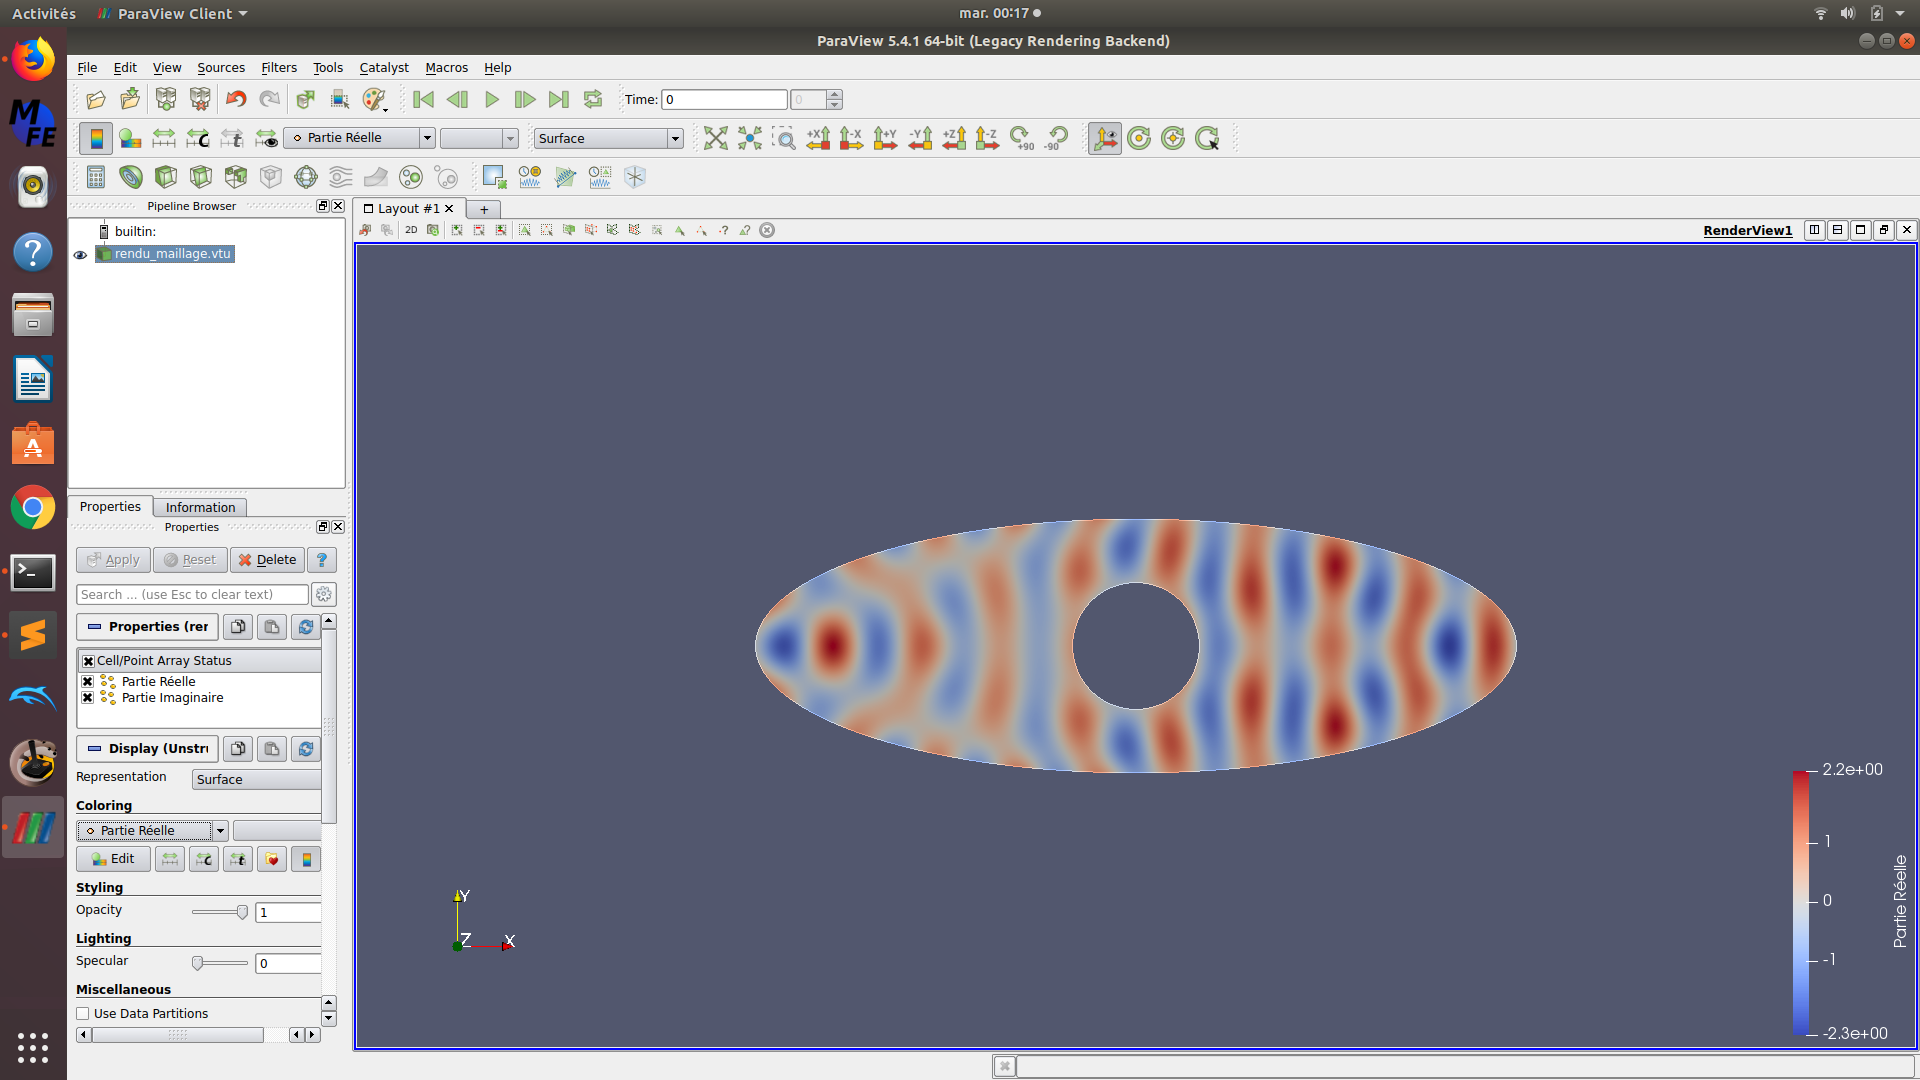 Activités ParaView Client mar. 00:17
ParaView 5.4.1 64-bit (Legacy Rendering Backend)
File Edit View Sources Filters Tools Catalyst Macros Help
Time: 0 0
Partie Réelle Surface +X -X +Y -Y +Z -Z +90 -90
Pipeline Browser
Layout #1 +
builtin:
2D RenderView1
rendu_maillage.vtu
Properties Information
Properties
Apply Reset Delete ?
Search ... (use Esc to clear text)
Properties (rer
Cell/Point Array Status
Partie Réelle
Partie Imaginaire
Display (Unstru
Representation Surface
Coloring
Partie Réelle
Edit
Styling
Opacity 1
Lighting
Specular 0
Miscellaneous
Use Data Partitions
Y
Z X
2.2e+00
1
0
-1
-2.3e+00
Partie Réelle